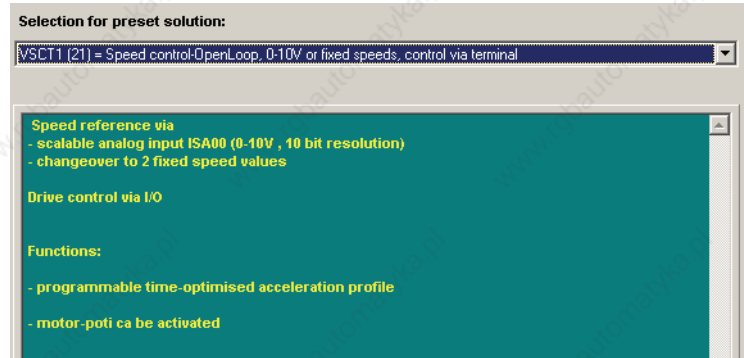 Selection for preset solution:
VSCT1 (21) = Speed control-OpenLoop, 0-10V or fixed speeds, control via terminal
Speed reference via
- scalable analog input ISA00 (0-10V , 10 bit resolution)
- changeover to 2 fixed speed values
Drive control via I/O
Functions:
- programmable time-optimised acceleration profile
- motor-poti ca be activated